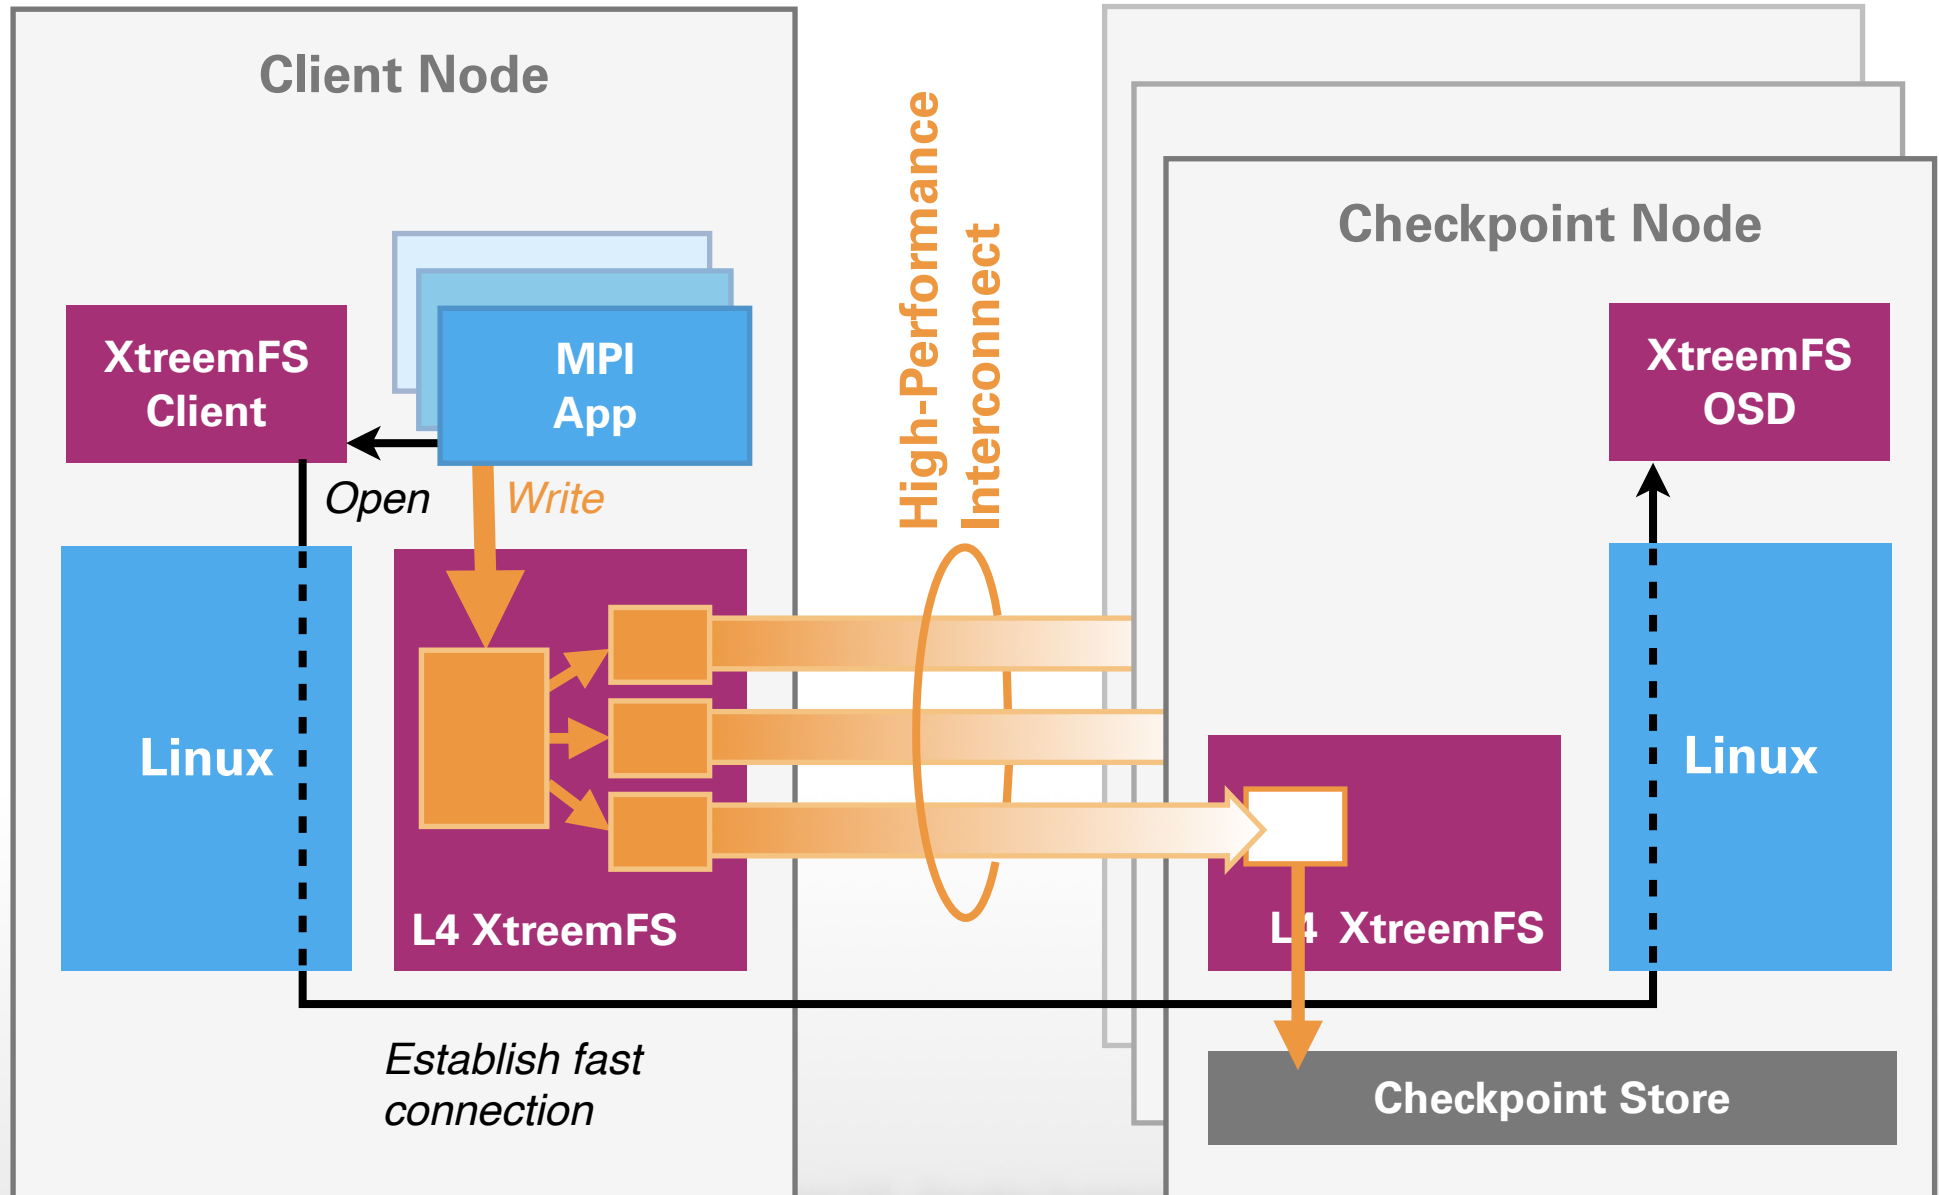 Client Node
XtreemFS
Client
MPI
App
Open
Write
Linux
L4 XtreemFS
Establish fast
connection
High-Performance
Interconnect
Checkpoint Node
XtreemFS
OSD
L4 XtreemFS
Linux
Checkpoint Store